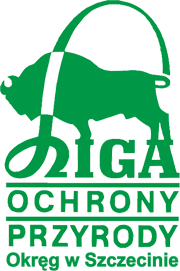 LIGA
OCHRONY
PRZYRODY
Okręg w Szczecinie